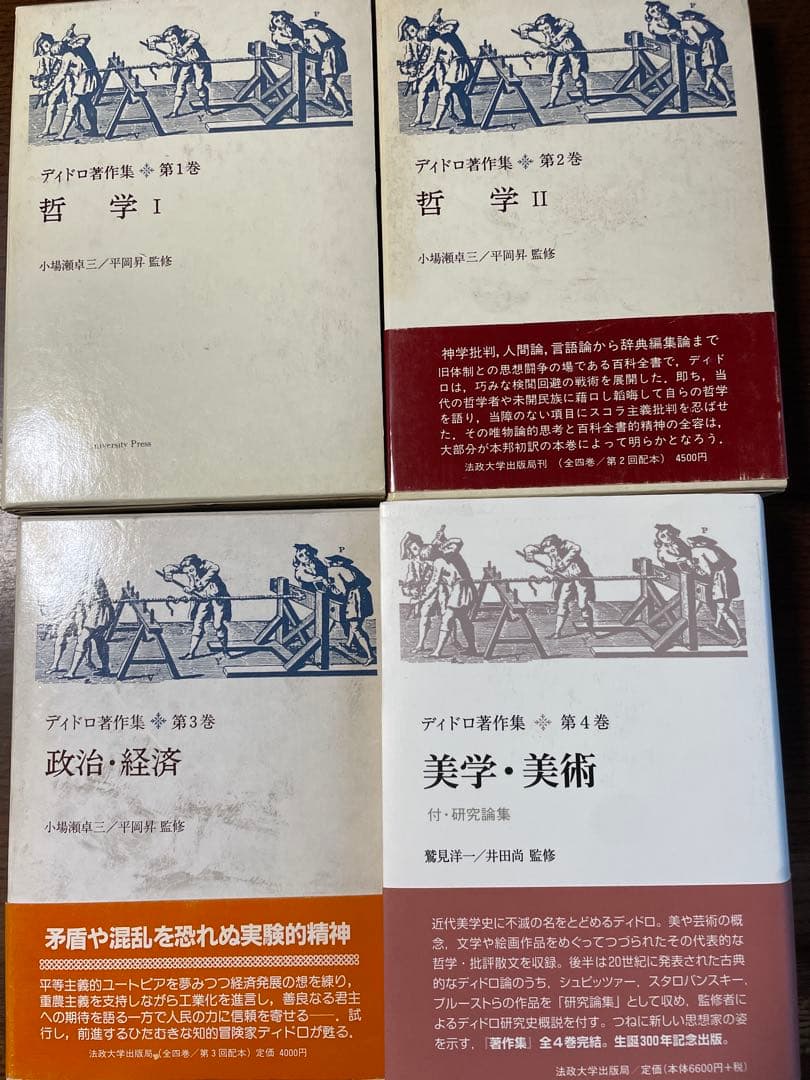 P
V
V
ディドロ著作集 第1巻
哲 学 I
小場瀬卓三/平岡昇 監修
University Press
P
V
V
ディドロ著作集 第2巻
哲 学 II
小場瀬卓三/平岡昇 監修
神学批判,人間論,言語論から辞典編集論まで
旧体制との思想闘争の場である百科全書で,ディド
ロは,巧みな検閲回避の戦術を展開した.即ち,当
代の哲学者や未開民族に藉口し韜晦して自らの哲学
を語り,当障のない項目にスコラ主義批判を忍ばせ
た.その唯物論的思考と百科全書的精神の全容は,
大部分が本邦初訳の本巻によって明らかとなろう.
法政大学出版局刊 (全四巻/第2回配本) 4500円
P
V
ディドロ著作集 第3巻
政治・経済
小場瀬卓三/平岡昇 監修
矛盾や混乱を恐れぬ実験的精神
平等主義的ユートピアを夢みつつ経済発展の想を練り,
重農主義を支持しながら工業化を進言し,善良なる君主
への期待を語る一方で人民の力に信頼を寄せる――.試
行し,前進するひたむきな知的冒険家ディドロが甦る.
法政大学出版局 (全四巻/第3回配本) 定価 4000円
P
V
V
ディドロ著作集 第4巻
美学・美術
付・研究論集
鷲見洋一/井田尚 監修
近代美学史に不滅の名をとどめるディドロ。美や芸術の概
念,文学や絵画作品をめぐってつづられたその代表的な
哲学・批評散文を収録。後半は20世紀に発表された古典
的なディドロ論のうち,シュピッツァー,スタロバンスキー,
プルーストらの作品を「研究論集」として収め,監修者に
よるディドロ研究史概説を付す。つねに新しい思想家の姿
を示す,『著作集』全4巻完結。生誕300年記念出版。
法政大学出版局/定価(本体6600円+税)